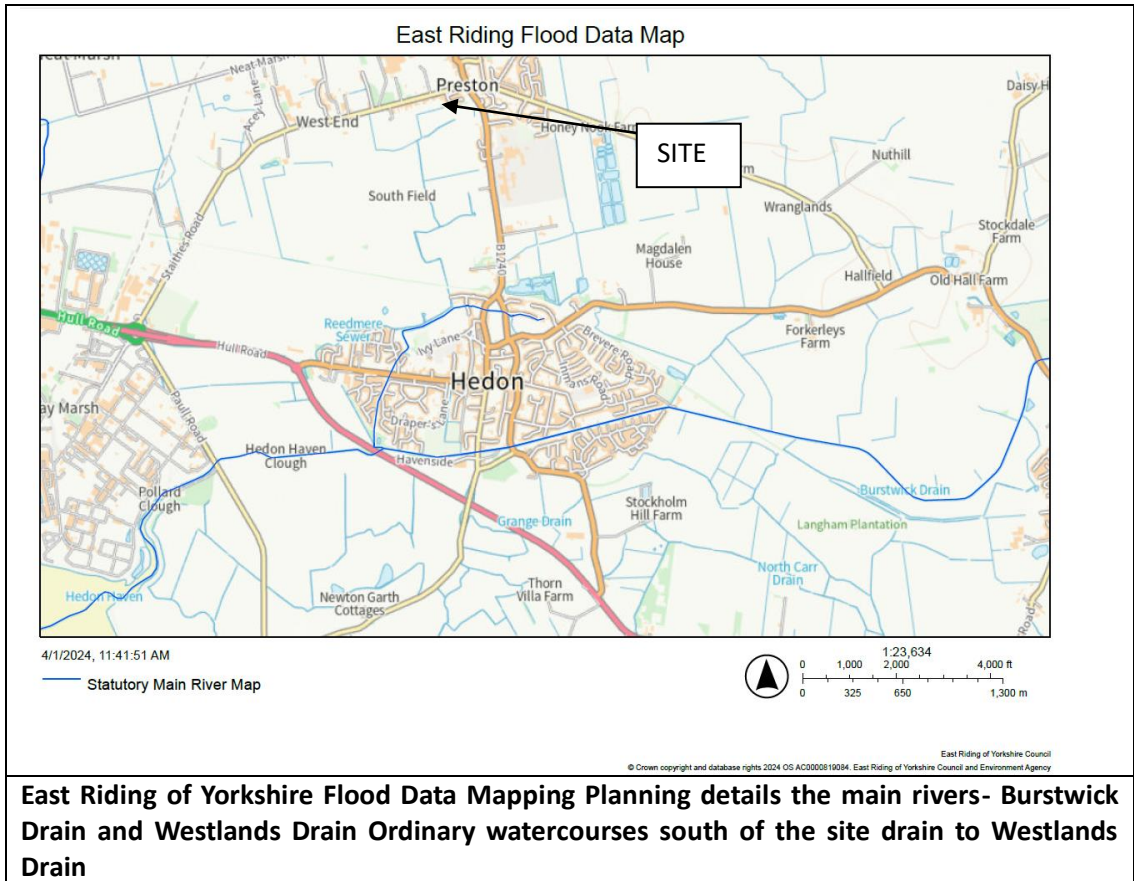 East Riding Flood Data Map
Neat Marsh
Acey Lane
Preston
Daisy H
West End
Honey Nook Farm
SITE
Nuthill
South Field
Wranglands
Staithes Road
B1240
Magdalen
House
Stockdale
Farm
Hallfield
Old Hall Farm
Hull Road
Reedmere
Sewer
Ivy Lane
Forkerleys
Farm
Hull Road
Brevere Road
Hedon
Inmans Road
ay Marsh
Draper's Lane
Paull Road
Hedon Haven
Clough
Havenside
Pollard
Clough
Burstwick Drain
Stockholm
Hill Farm
Grange Drain
Langham Plantation
North Carr
Drain
Hedon Haven
Newton Garth
Cottages
Thorn
Villa Farm
Road
4/1/2024, 11:41:51 AM
Statutory Main River Map
1:23,634
0 1,000 2,000 4,000 ft
0 325 650 1,300 m
East Riding of Yorkshire Council
© Crown copyright and database rights 2024 OS AC0000819084. East Riding of Yorkshire Council and Environment Agency
East Riding of Yorkshire Flood Data Mapping Planning details the main rivers- Burstwick
Drain and Westlands Drain Ordinary watercourses south of the site drain to Westlands
Drain